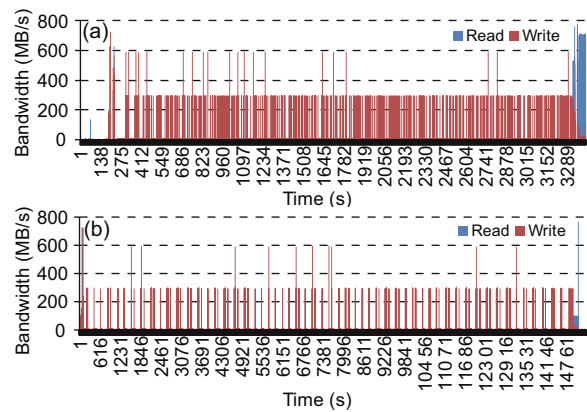 (a)
Read Write
Bandwidth (MB/s)
800
600
400
200
0
1 138 275 412 549 686 823 960 1097 1234 1371 1508 1645 1782 1919 2056 2193 2330 2467 2604 2741 2878 3015 3152 3289
Time (s)
(b)
Read Write
Bandwidth (MB/s)
800
600
400
200
0
1 616 1231 1846 2461 3076 3691 4306 4921 5536 6151 6766 7381 7996 8611 9226 9841 104 56 110 71 116 86 123 01 129 16 135 31 141 46 147 61
Time (s)